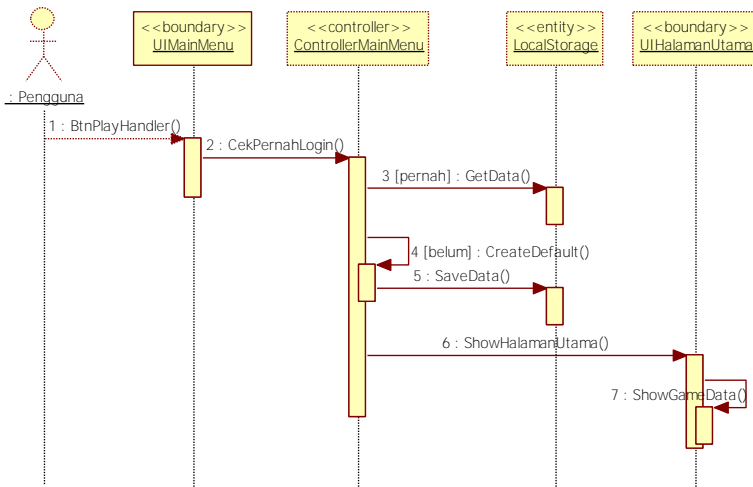 <<boundary>>
UIMainMenu
<<controller>>
ControllerMainMenu
<<entity>>
LocalStorage
<<boundary>>
UIHalamanUtama
: Pengguna
1 : BtnPlayHandler()
2 : CekPernahLogin()
3 [pernah] : GetData()
4 [belum] : CreateDefault()
5 : SaveData()
6 : ShowHalamanUtama()
7 : ShowGameData()